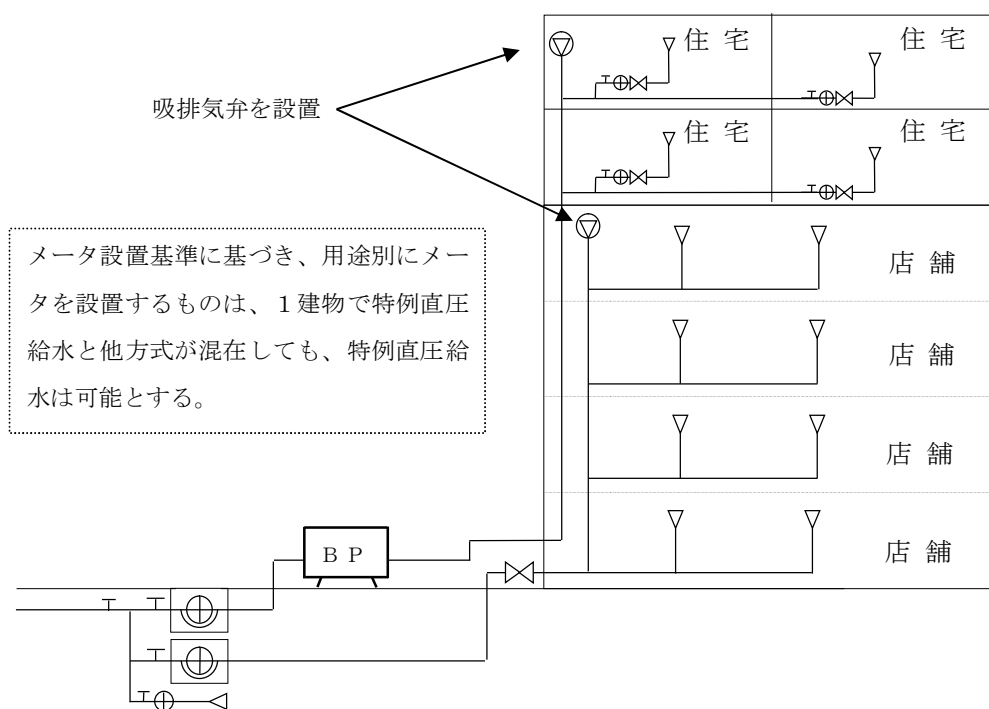 住 宅
住 宅
吸排気弁を設置
住 宅
住 宅
メータ設置基準に基づき、用途別にメー
タを設置するものは、１建物で特例直圧
給水と他方式が混在しても、特例直圧給
水は可能とする。
店 舗
店 舗
店 舗
店 舗
ＢＰ